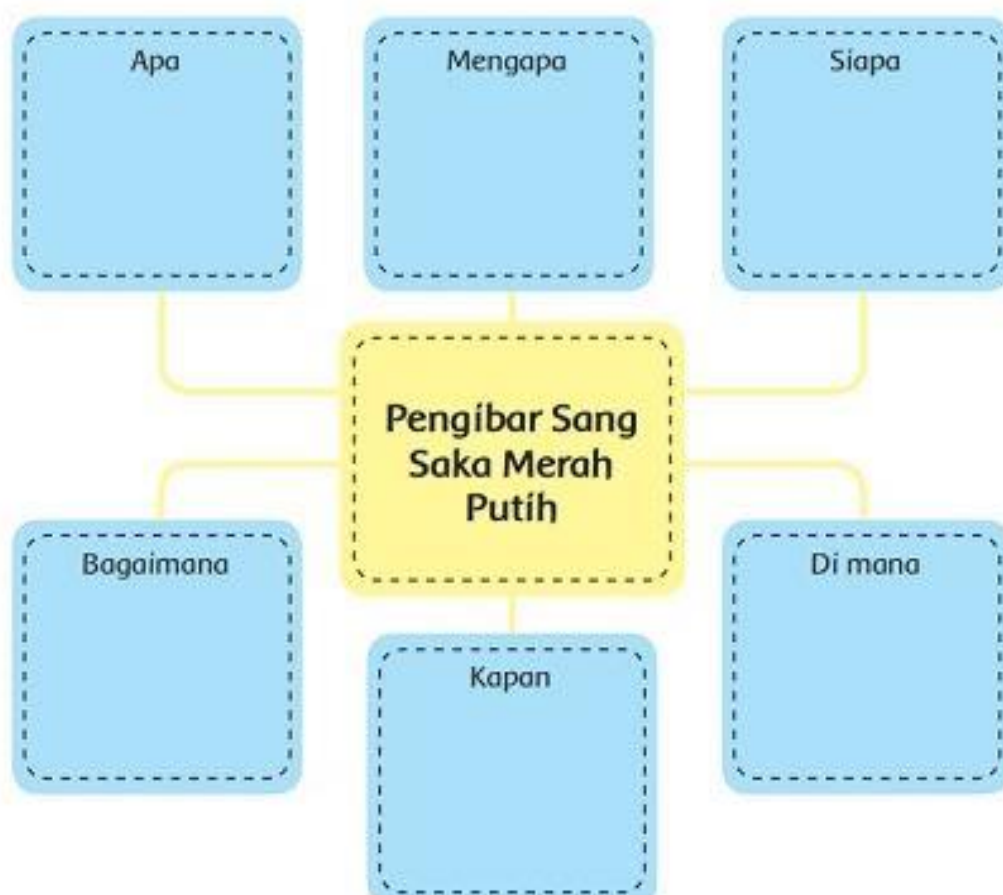 Apa
Mengapa
Siapa
Pengibar Sang
Saka Merah
Putih
Bagaimana
Di mana
Kapan